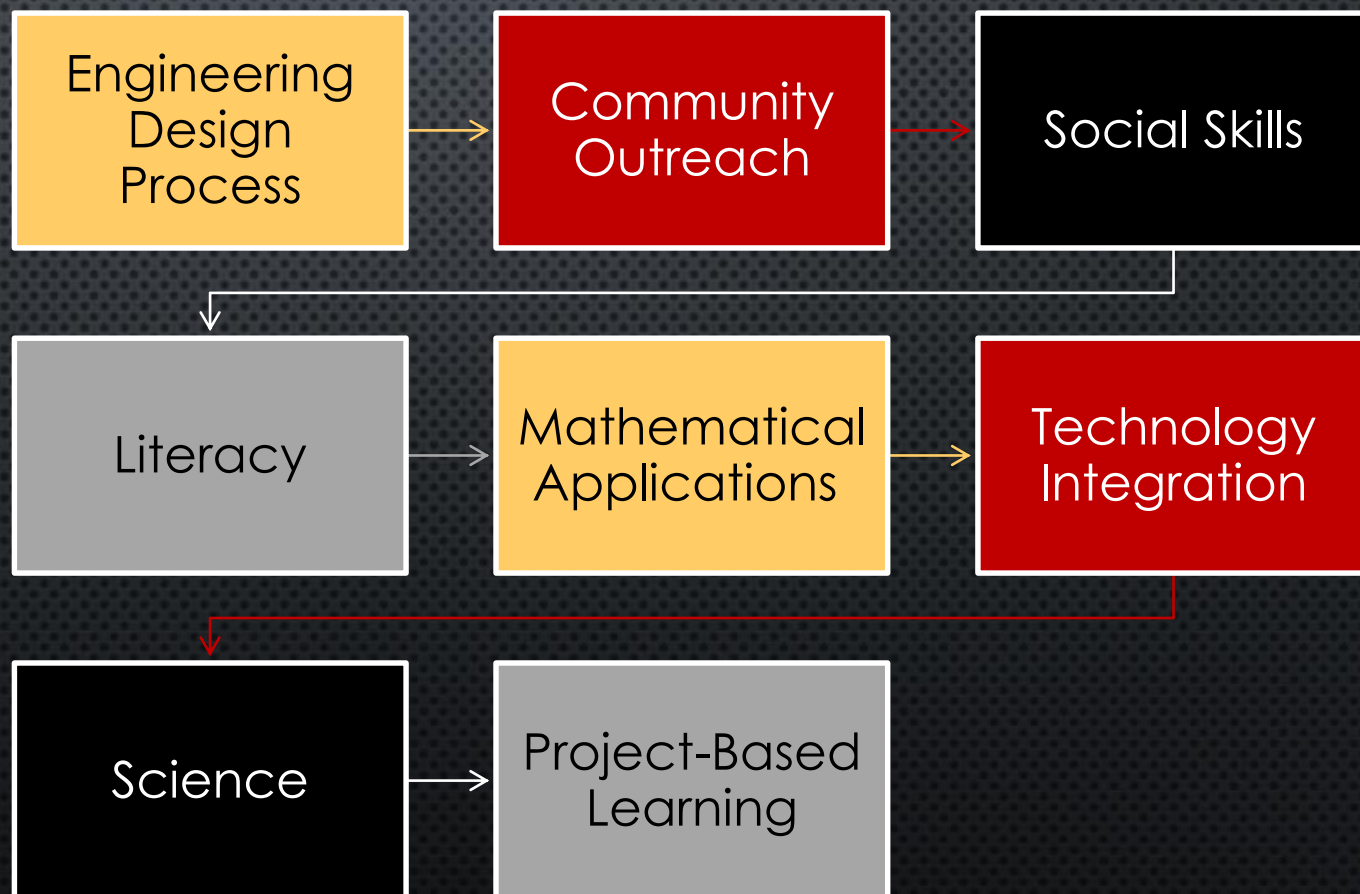 Engineering
Design
Process
Community
Outreach
Social Skills
Literacy
Mathematical
Applications
Technology
Integration
Science
Project-Based
Learning